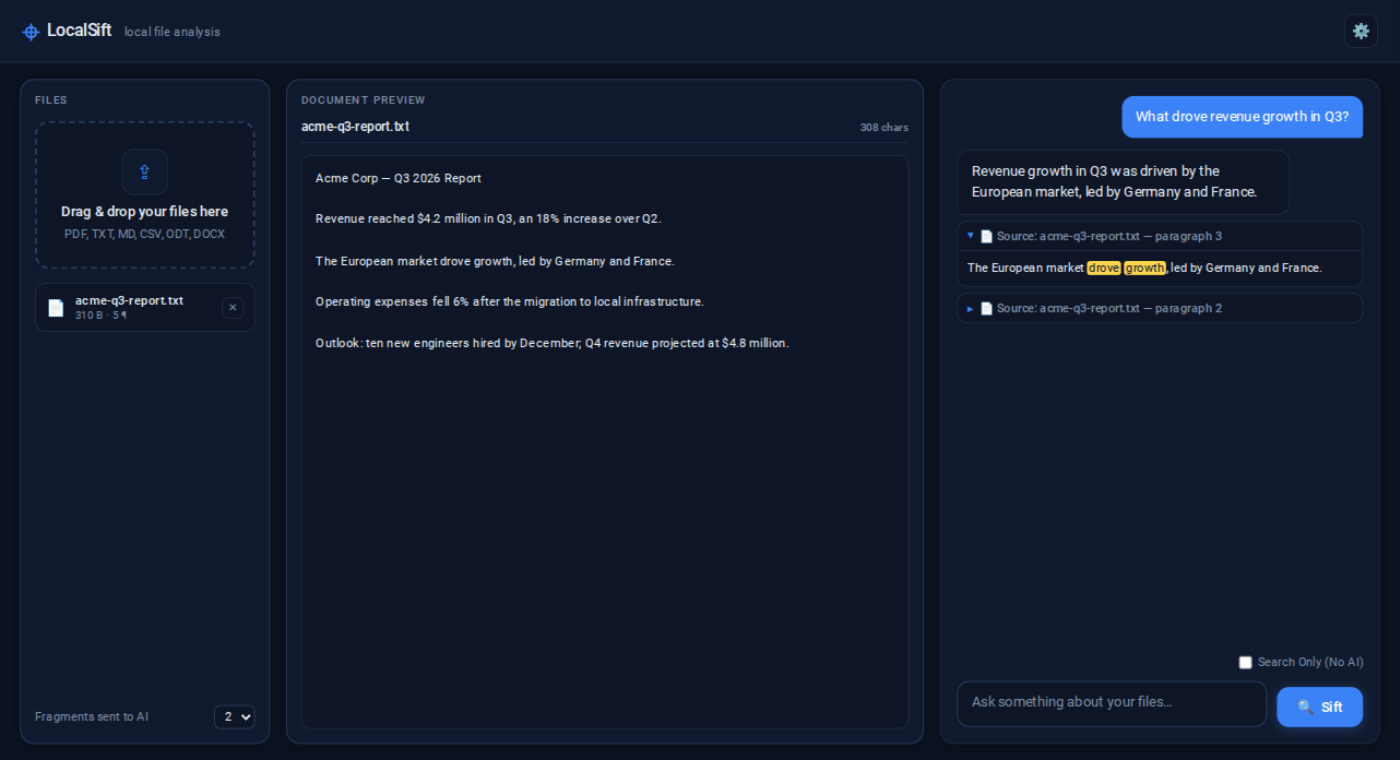 LocalSift local file analysis
FILES
Drag & drop your files here
PDF, TXT, MD, CSV, ODT, DOCX
acme-q3-report.txt
310 B · 5 ¶
Fragments sent to AI 2
DOCUMENT PREVIEW
acme-q3-report.txt 308 chars
Acme Corp — Q3 2026 Report
Revenue reached $4.2 million in Q3, an 18% increase over Q2.
The European market drove growth, led by Germany and France.
Operating expenses fell 6% after the migration to local infrastructure.
Outlook: ten new engineers hired by December; Q4 revenue projected at $4.8 million.
What drove revenue growth in Q3?
Revenue growth in Q3 was driven by the
European market, led by Germany and France.
Source: acme-q3-report.txt — paragraph 3
The European market drove growth, led by Germany and France.
Source: acme-q3-report.txt — paragraph 2
Search Only (No AI)
Ask something about your files...
Sift